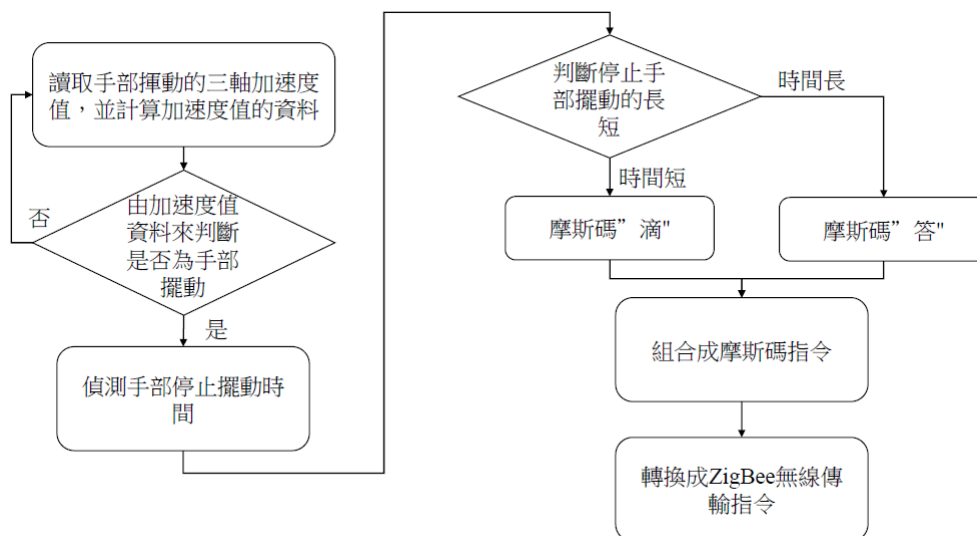 讀取手部揮動的三軸加速度
值，並計算加速度值的資料
否
由加速度值
資料來判斷
是否為手部
擺動
是
偵測手部停止擺動時
間
判斷停止手
部擺動的長
短
時間長
時間短
摩斯碼”滴"
摩斯碼”答"
組合成摩斯碼指令
轉換成ZigBee無線傳
輸指令